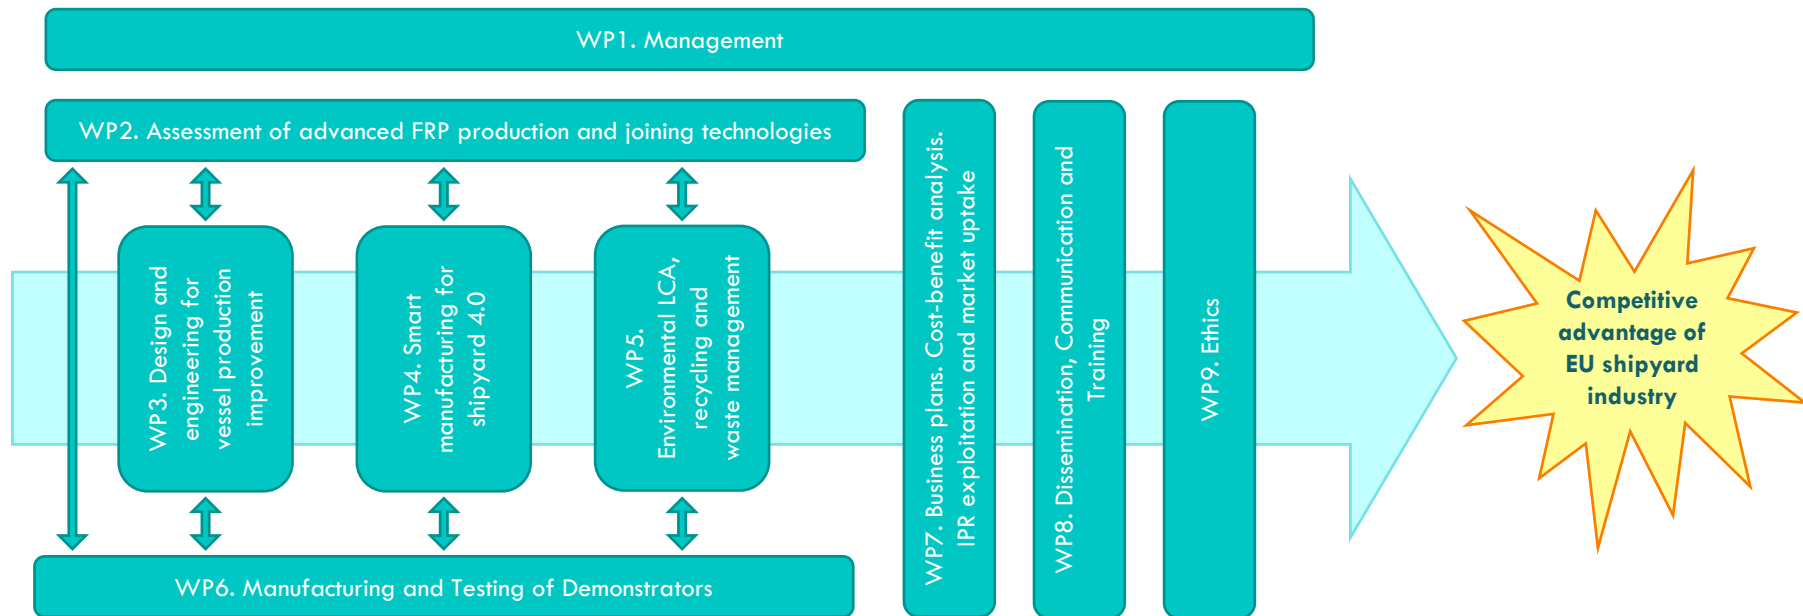 WP1. Management
WP2. Assessment of advanced FRP production and joining technologies
WP3. Design and
engineering for
vessel production
improvement
WP4. Smart
manufacturing for
shipyard 4.0
WP5.
Environmental LCA,
recycling and
waste management
WP6. Manufacturing and Testing of Demonstrators
WP7. Business plans. Cost-benefit analysis.
IPR exploitation and market uptake
WP8. Dissemination, Communication and
Training
WP9. Ethics
Competitive
advantage of
EU shipyard
industry